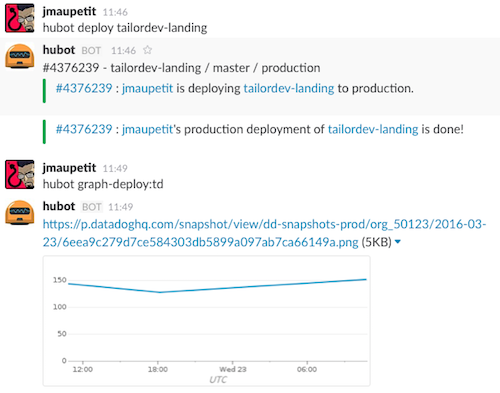 jmaupetit 11:46
hubot deploy tailordev-landing
hubot BOT 11:46
#4376239 - tailordev-landing / master / production
#4376239 : jmaupetit is deploying tailordev-landing to production.
#4376239 : jmaupetit's production deployment of tailordev-landing is done!
jmaupetit 11:49
hubot graph-deploy:td
hubot BOT 11:49
https://p.datadoghq.com/snapshot/view/dd-snapshots-prod/org_50123/2016-03-
23/6eea9c279d7ce584303db5899a097ab7ca66149a.png (5KB)
150
100
50
0
12:00 18:00 Wed 23 06:00
UTC